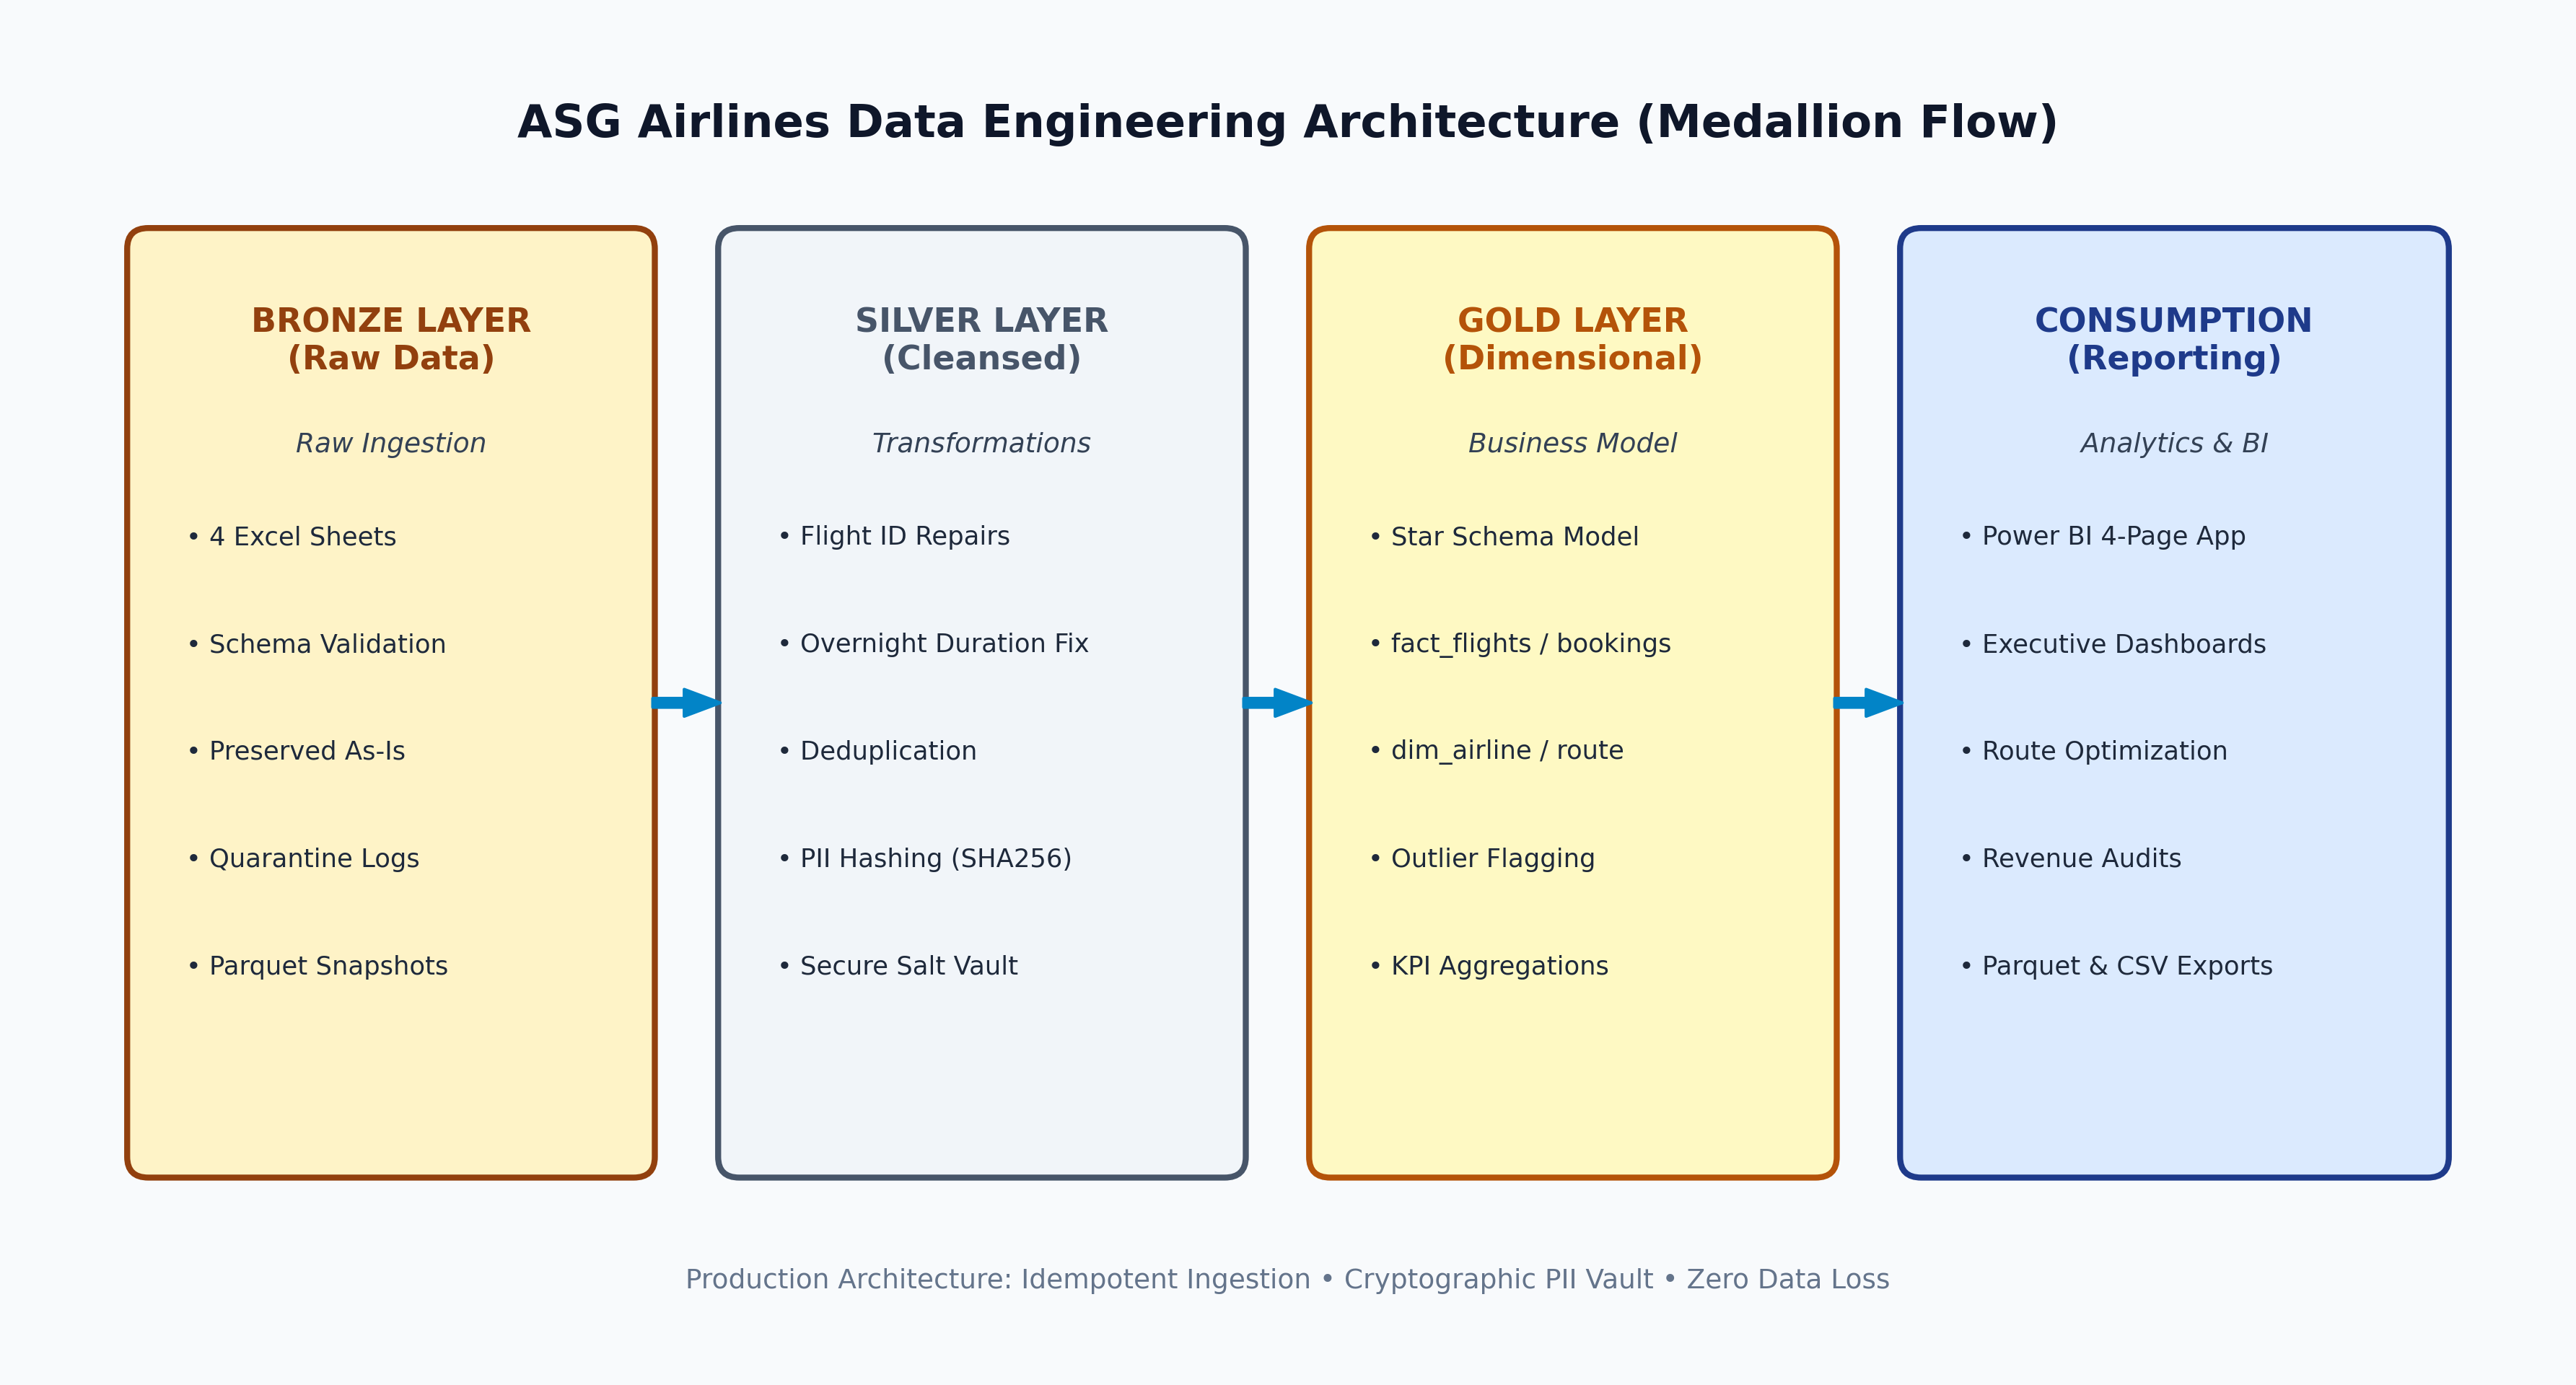 ASG Airlines Data Engineering Architecture (Medallion Flow)
BRONZE LAYER
(Raw Data)
Raw Ingestion
• 4 Excel Sheets
• Schema Validation
• Preserved As-Is
• Quarantine Logs
• Parquet Snapshots
SILVER LAYER
(Cleansed)
Transformations
• Flight ID Repairs
• Overnight Duration Fix
• Deduplication
• PII Hashing (SHA256)
• Secure Salt Vault
GOLD LAYER
(Dimensional)
Business Model
• Star Schema Model
• fact_flights / bookings
• dim_airline / route
• Outlier Flagging
• KPI Aggregations
CONSUMPTION
(Reporting)
Analytics & BI
• Power BI 4-Page App
• Executive Dashboards
• Route Optimization
• Revenue Audits
• Parquet & CSV Exports
Production Architecture: Idempotent Ingestion • Cryptographic PII Vault • Zero Data Loss